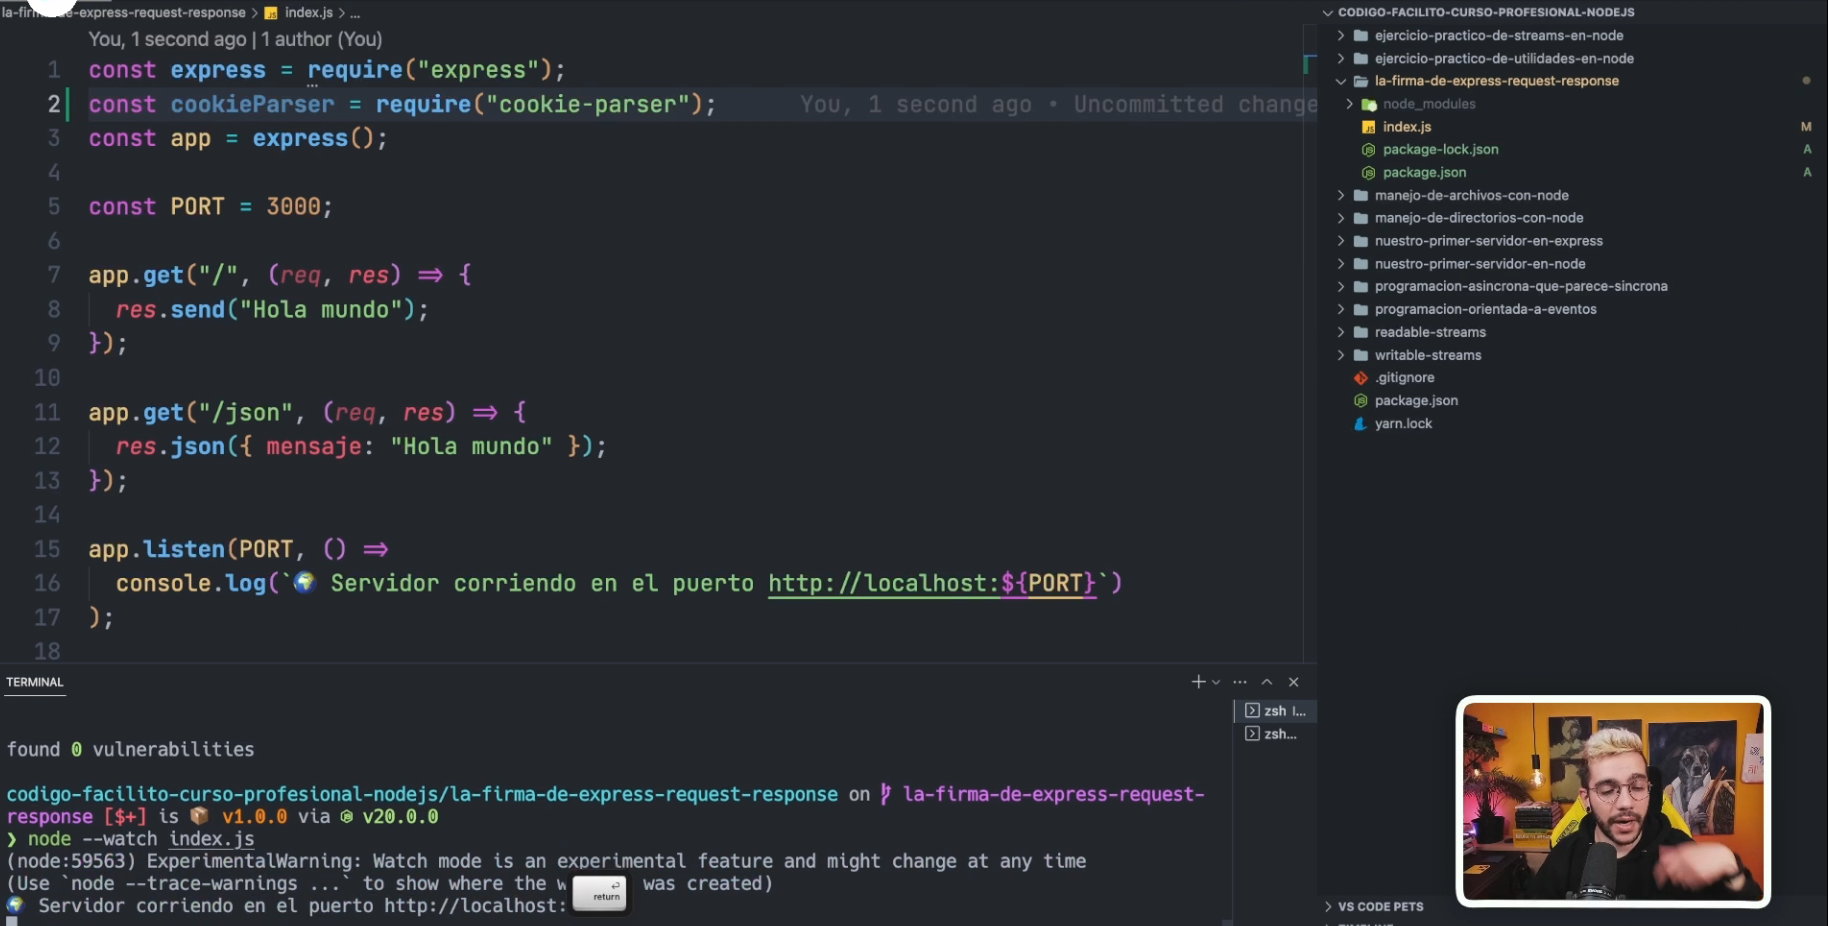 -express-request-response > JS index.js > ...
You, 1 second ago | 1 author (You)
1 const express = require("express");
2 const cookieParser = require("cookie-parser"); You, 1 second ago • Uncommitted change
3 const app = express();
4
5 const PORT = 3000;
6
7 app.get("/", (req, res) => {
8 res.send("Hola mundo");
9 });
10
11 app.get("/json", (req, res) => {
12 res.json({ mensaje: "Hola mundo" });
13 });
14
15 app.listen(PORT, () =>
16 console.log(`🌍 Servidor corriendo en el puerto http://localhost:${PORT}`)
17 );
18
TERMINAL
zsh l...
zsh...
found 0 vulnerabilities
codigo-facilito-curso-profesional-nodejs/la-firma-de-express-request-response on la-firma-de-express-request-
response [$+] is 📦 v1.0.0 via v20.0.0
❯ node --watch index.js
(node:59563) ExperimentalWarning: Watch mode is an experimental feature and might change at any time
(Use `node --trace-warnings ...` to show where the w was created)
🌍 Servidor corriendo en el puerto http://localhost:
return
CODIGO-FACILITO-CURSO-PROFESIONAL-NODEJS
ejercicio-practico-de-streams-en-node
ejercicio-practico-de-utilidades-en-node
la-firma-de-express-request-response
node_modules
JS index.js M
package-lock.json A
package.json A
manejo-de-archivos-con-node
manejo-de-directorios-con-node
nuestro-primer-servidor-en-express
nuestro-primer-servidor-en-node
programacion-asincrona-que-parece-sincrona
programacion-orientada-a-eventos
readable-streams
writable-streams
.gitignore
package.json
yarn.lock
VS CODE PETS